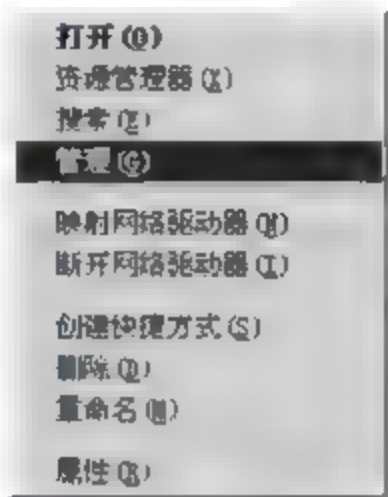 打开(O)
资源管理器(X)
搜索(E)
管理(G)
映射网络驱动器(N)
断开网络驱动器(I)
创建快捷方式(S)
删除(D)
重命名(M)
属性(R)